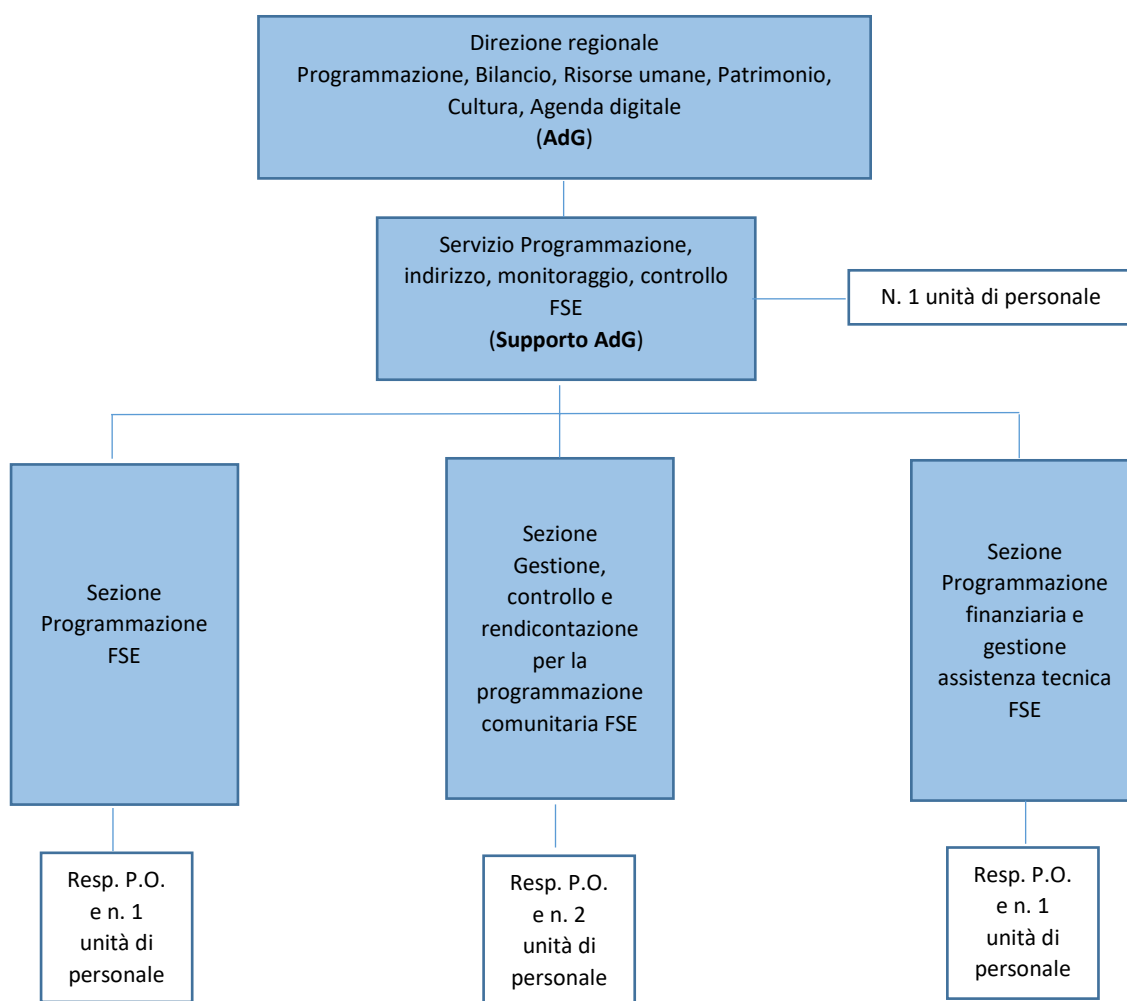 Direzione regionale
Programmazione, Bilancio, Risorse umane, Patrimonio,
Cultura, Agenda digitale
(AdG)
Servizio Programmazione,
indirizzo, monitoraggio, controllo
FSE
(Supporto AdG)
N. 1 unità di personale
Sezione
Programmazione
FSE
Sezione
Gestione,
controllo e
rendicontazione
per la
programmazione
comunitaria FSE
Sezione
Programmazione
finanziaria e
gestione
assistenza tecnica
FSE
Resp. P.O.
e n. 1
unità di
personale
Resp. P.O.
e n. 2
unità di
personale
Resp. P.O.
e n. 1
unità di
personale